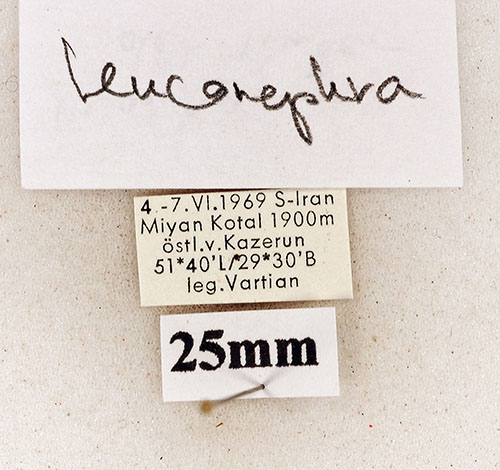 leuconephra
4.-7.VI.1969 S-Iran
Miyan Kotal 1900m
östl.v.Kazerun
51*40'L/29*30'B
leg.Vartian
25mm